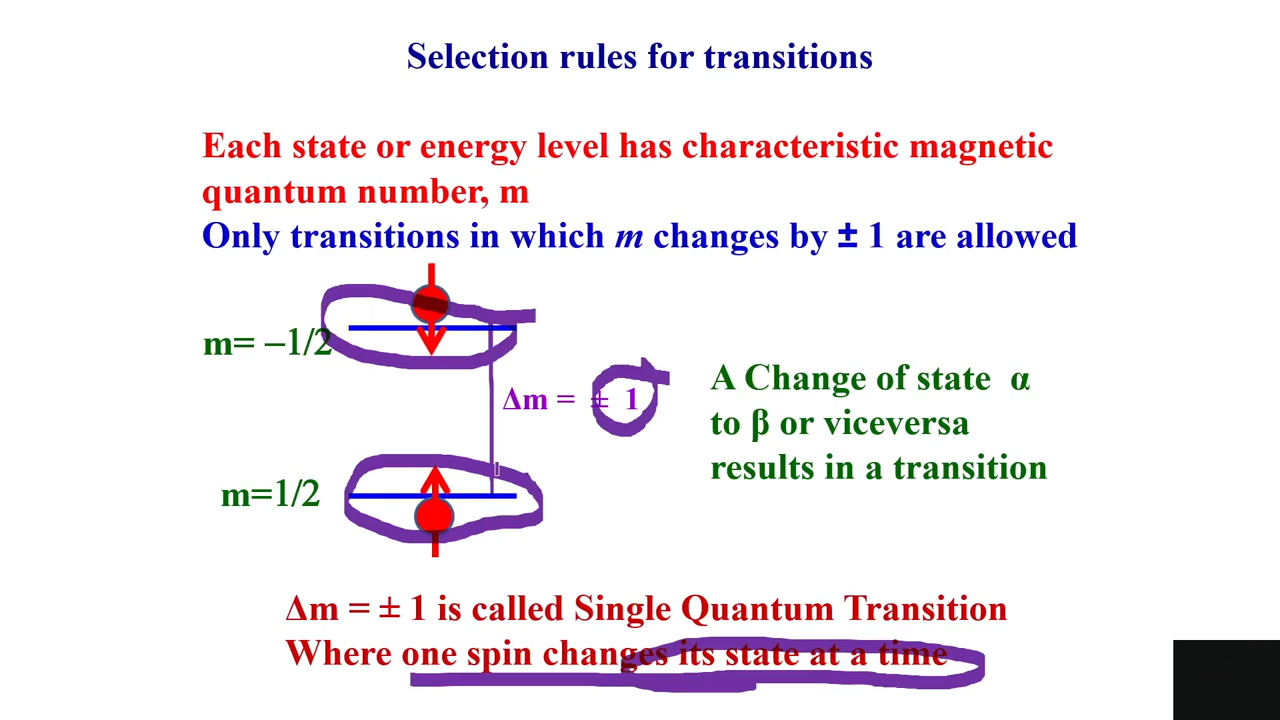 Selection rules for transitions
Each state or energy level has characteristic magnetic
quantum number, m
Only transitions in which m changes by ± 1 are allowed
m= −1/2
Δm = ± 1
m=1/2
A Change of state α
to β or viceversa
results in a transition
Δm = ± 1 is called Single Quantum Transition
Where one spin changes its state at a time